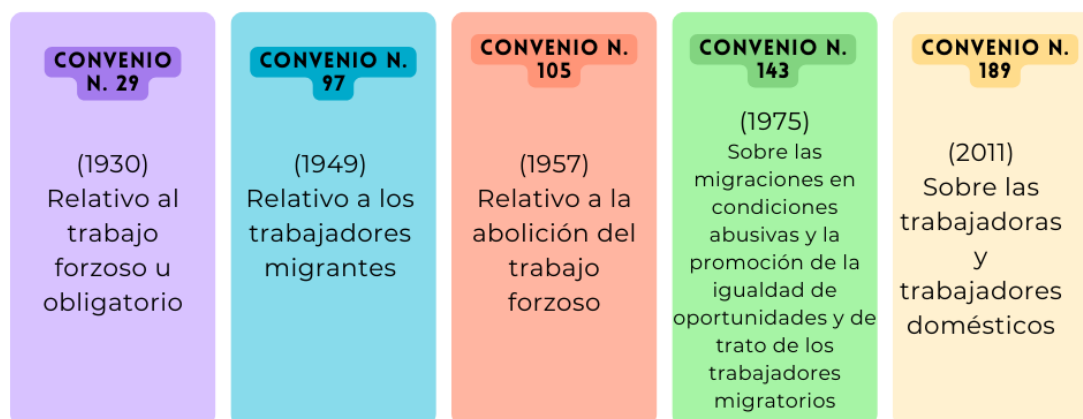 CONVENIO
N. 29
(1930)
Relativo al
trabajo
forzoso u
obligatorio
CONVENIO N.
97
(1949)
Relativo a los
trabajadores
migrantes
CONVENIO N.
105
(1957)
Relativo a la
abolición del
trabajo
forzoso
CONVENIO N.
143
(1975)
Sobre las
migraciones en
condiciones
abusivas y la
promoción de la
igualdad de
oportunidades y de
trato de los
trabajadores
migratorios
CONVENIO N.
189
(2011)
Sobre las
trabajadoras
y
trabajadores
domésticos